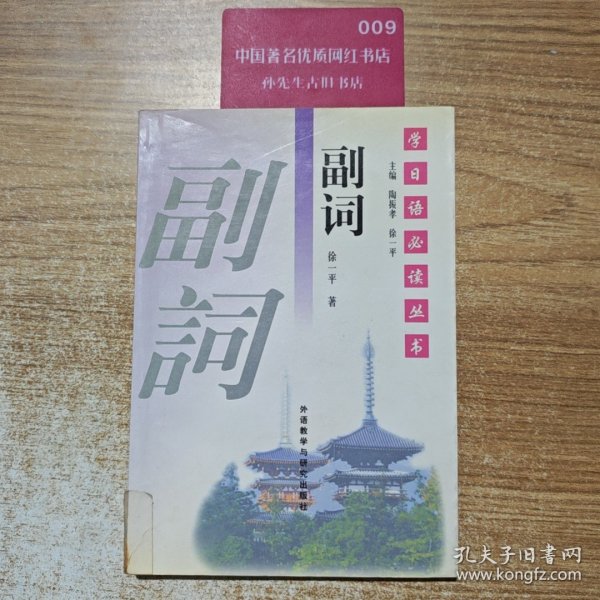 009
中国著名优质网红书店
孙先生古旧书店
学日语必读丛书
主编 陶振孝 徐一平
副词
徐一平 著
副詞
外语教学与研究出版社
孔夫子旧书网
www.kongfz.com